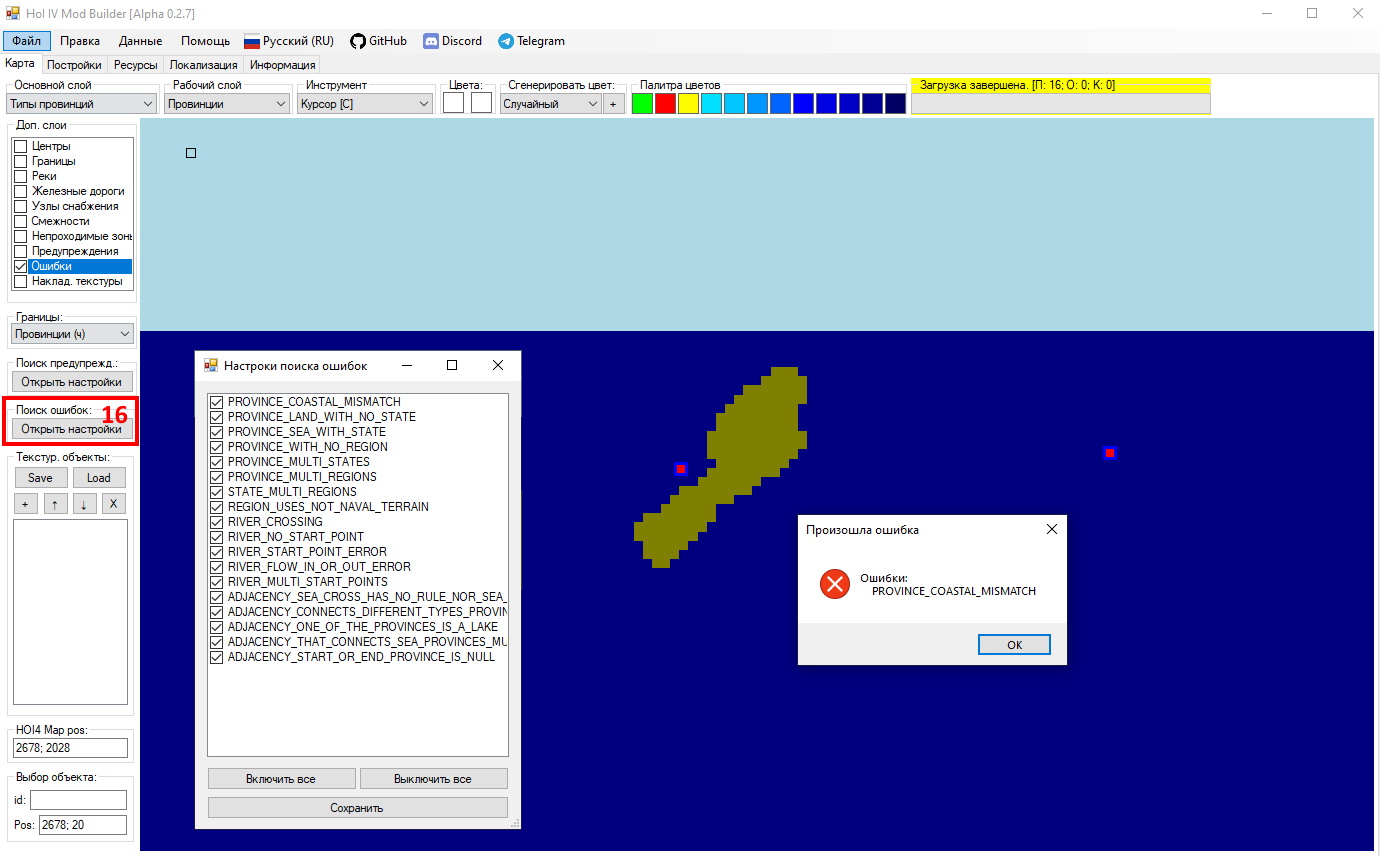 HoI IV Mod Builder [Alpha 0.2.7]
Файл Правка Данные Помощь Русский (RU) GitHub Discord Telegram
Карта Постройки Ресурсы Локализация Информация
Основной слой Рабочий слой Инструмент Цвета: Сгенерировать цвет: Палитра цветов Загрузка завершена. [П: 16; О: 0; К: 0]
Типы провинций Провинции Курсор [C] Случайный +
Доп. слои
Центры
Границы
Реки
Железные дороги
Узлы снабжения
Смежности
Непроходимые зоны
Предупреждения
Ошибки
Наклад. текстуры
Границы:
Провинции (ч)
Поиск предупрежд.:
Открыть настройки
Поиск ошибок: 16
Открыть настройки
Текстур. объекты:
Save Load
+ ↑ ↓ X
HOI4 Map pos:
2678; 2028
Выбор объекта:
id:
Pos: 2678; 20
Настроки поиска ошибок
PROVINCE_COASTAL_MISMATCH
PROVINCE_LAND_WITH_NO_STATE
PROVINCE_SEA_WITH_STATE
PROVINCE_WITH_NO_REGION
PROVINCE_MULTI_STATES
PROVINCE_MULTI_REGIONS
STATE_MULTI_REGIONS
REGION_USES_NOT_NAVAL_TERRAIN
RIVER_CROSSING
RIVER_NO_START_POINT
RIVER_START_POINT_ERROR
RIVER_FLOW_IN_OR_OUT_ERROR
RIVER_MULTI_START_POINTS
ADJACENCY_SEA_CROSS_HAS_NO_RULE_NOR_SEA_
ADJACENCY_CONNECTS_DIFFERENT_TYPES_PROVIN
ADJACENCY_ONE_OF_THE_PROVINCES_IS_A_LAKE
ADJACENCY_THAT_CONNECTS_SEA_PROVINCES_MU
ADJACENCY_START_OR_END_PROVINCE_IS_NULL
Включить все Выключить все
Сохранить
Произошла ошибка
Ошибки:
PROVINCE_COASTAL_MISMATCH
OK